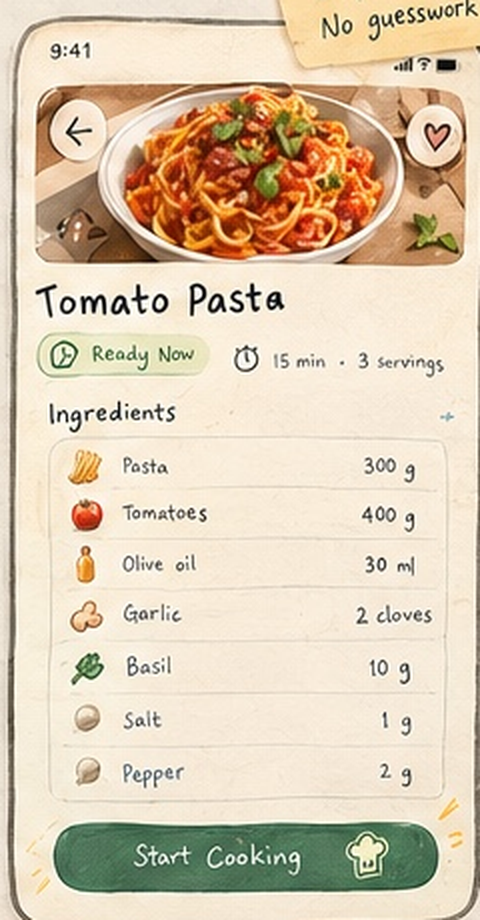 No guesswork
9:41
Tomato Pasta
Ready Now 15 min · 3 servings
Ingredients
Pasta 300 g
Tomatoes 400 g
Olive oil 30 ml
Garlic 2 cloves
Basil 10 g
Salt 1 g
Pepper 2 g
Start Cooking